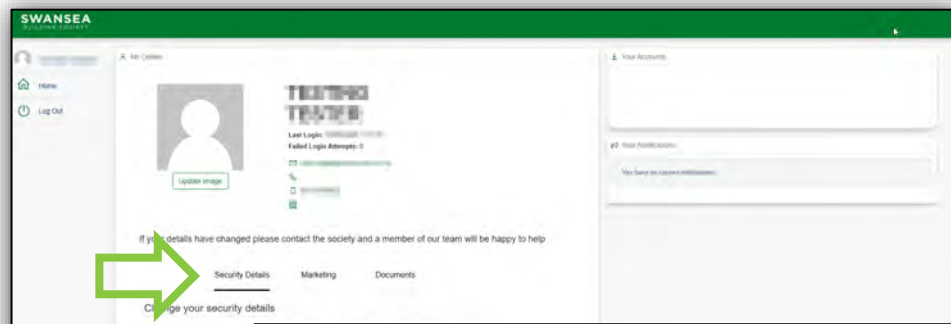 SWANSEA
BUILDING SOCIETY
Home
Log Out
My Details
Update Image
Last Login:
Failed Login Attempts: 0
If your details have changed please contact the society and a member of our team will be happy to help
Security Details
Marketing
Documents
Change your security details
Your Accounts
Your Notifications
You have no current notifications